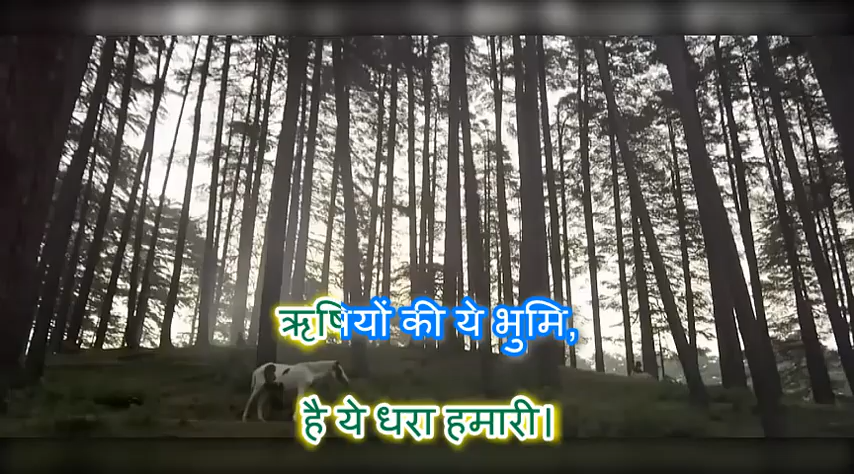 ऋषियों की ये भुमि,
है ये धरा हमारी।